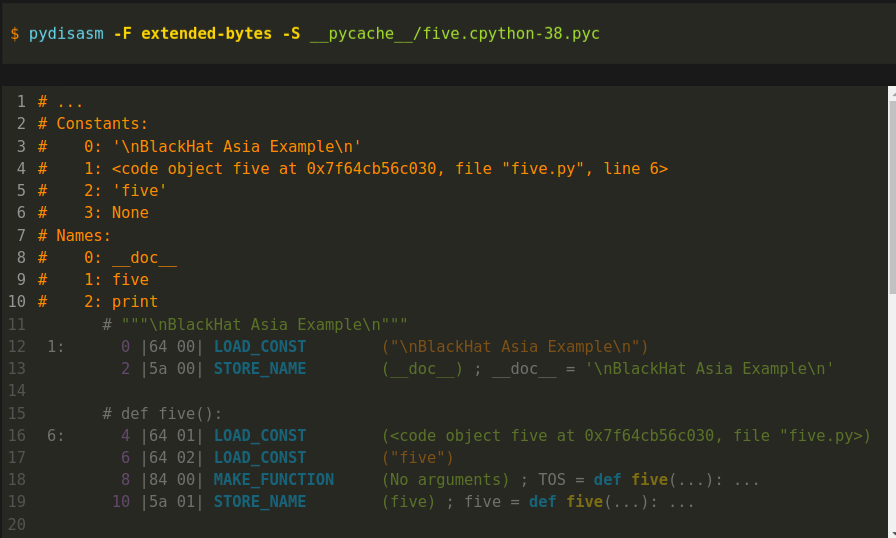 $ pydisasm -F extended-bytes -S __pycache__/five.cpython-38.pyc
1 # ...
2 # Constants:
3 #    0: '\nBlackHat Asia Example\n'
4 #    1: <code object five at 0x7f64cb56c030, file "five.py", line 6>
5 #    2: 'five'
6 #    3: None
7 # Names:
8 #    0: __doc__
9 #    1: five
10 #    2: print
11        # """\nBlackHat Asia Example\n"""
12  1:      0 |64 00| LOAD_CONST        ("\nBlackHat Asia Example\n")
13          2 |5a 00| STORE_NAME        (__doc__) ; __doc__ = '\nBlackHat Asia Example\n'
14
15        # def five():
16  6:      4 |64 01| LOAD_CONST        (<code object five at 0x7f64cb56c030, file "five.py>)
17          6 |64 02| LOAD_CONST        ("five")
18          8 |84 00| MAKE_FUNCTION     (No arguments) ; TOS = def five(...): ...
19         10 |5a 01| STORE_NAME        (five) ; five = def five(...): ...
20